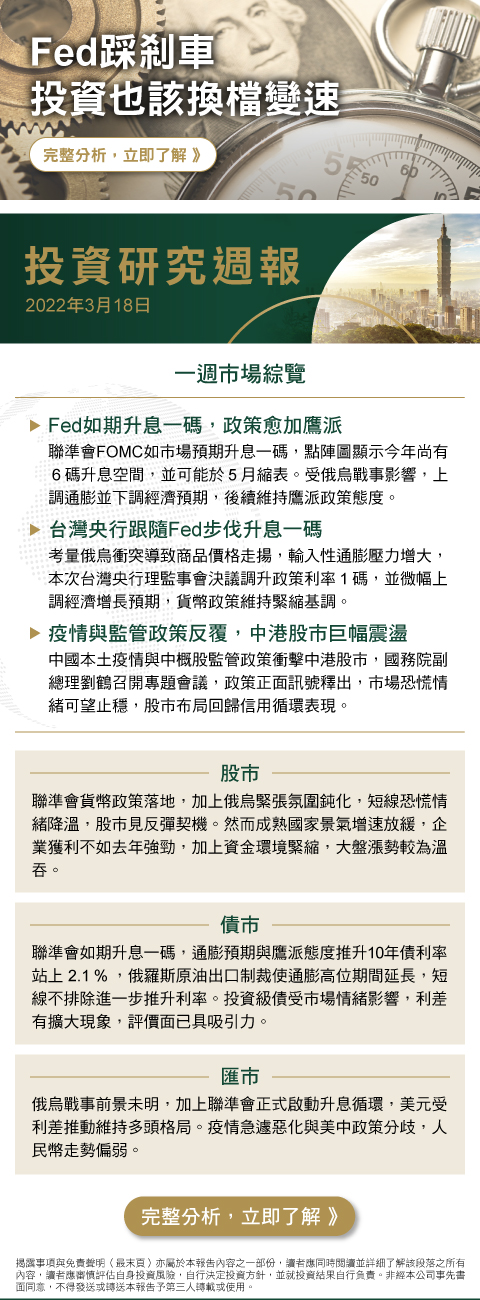 Fed踩剎車
投資也該換檔變速
完整分析，立即了解 》
55
50
50
60
5
10
投資研究週報
2022年3月18日
一週市場綜覽
Fed如期升息一碼，政策愈加鷹派
聯準會FOMC如市場預期升息一碼，點陣圖顯示今年尚有
6 碼升息空間，並可能於 5 月縮表。受俄烏戰事影響，上
調通膨並下調經濟預期，後續維持鷹派政策態度。
台灣央行跟隨Fed步伐升息一碼
考量俄烏衝突導致商品價格走揚，輸入性通膨壓力增大，
本次台灣央行理監事會決議調升政策利率 1 碼，並微幅上
調經濟增長預期，貨幣政策維持緊縮基調。
疫情與監管政策反覆，中港股市巨幅震盪
中國本土疫情與中概股監管政策衝擊中港股市，國務院副
總理劉鶴召開專題會議，政策正面訊號釋出，市場恐慌情
緒可望止穩，股市布局回歸信用循環表現。
股市
聯準會貨幣政策落地，加上俄烏緊張氛圍鈍化，短線恐慌情
緒降溫，股市見反彈契機。然而成熟國家景氣增速放緩，企
業獲利不如去年強勁，加上資金環境緊縮，大盤漲勢較為溫
吞。
債市
聯準會如期升息一碼，通膨預期與鷹派態度推升10年債利率
站上 2.1 % ，俄羅斯原油出口制裁使通膨高位期間延長，短
線不排除進一步推升利率。投資級債受市場情緒影響，利差
有擴大現象，評價面已具吸引力。
匯市
俄烏戰事前景未明，加上聯準會正式啟動升息循環，美元受
利差推動維持多頭格局。疫情急遽惡化與美中政策分歧，人
民幣走勢偏弱。
完整分析，立即了解 》
揭露事項與免責聲明（最末頁）亦屬於本報告內容之一部份，讀者應同時閱讀並詳細了解該段落之所有
內容，讀者應審慎評估自身投資風險，自行決定投資方針，並就投資結果自行負責。非經本公司事先書
面同意，不得發送或轉送本報告予第三人轉載或使用。